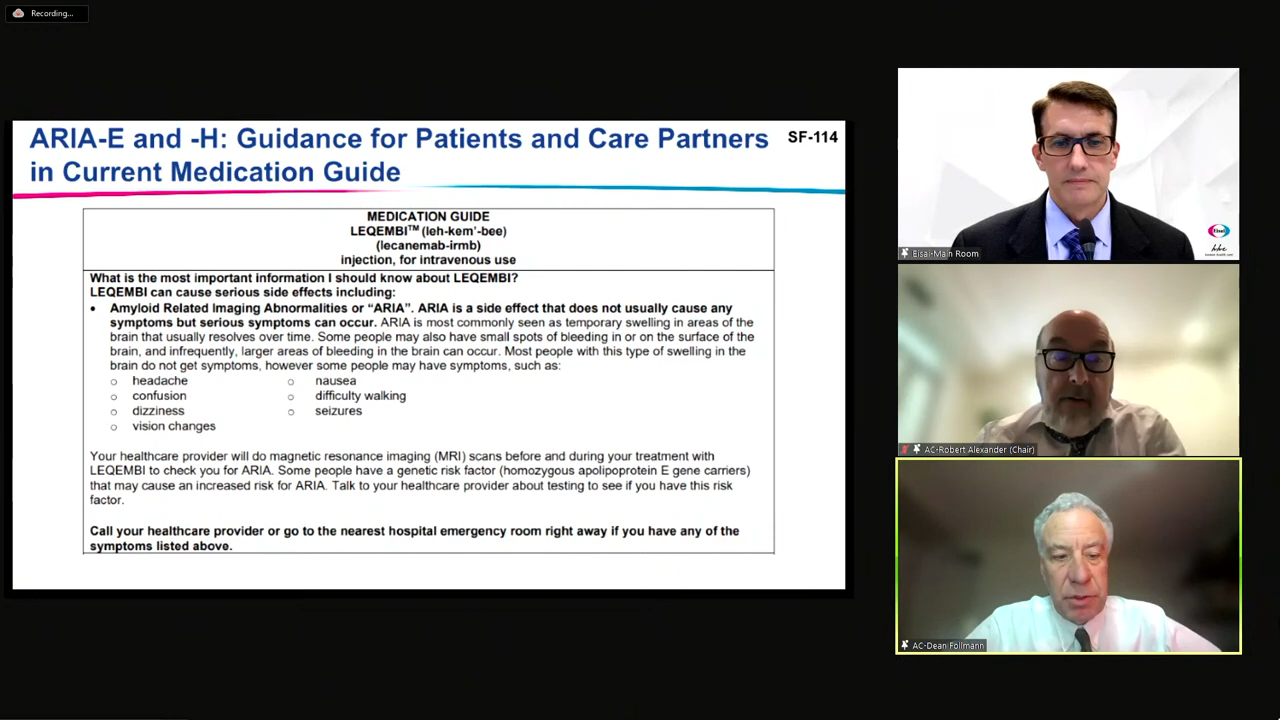 Recording...
ARIA-E and -H: Guidance for Patients and Care Partners
in Current Medication Guide
SF-114
MEDICATION GUIDE
LEQEMBI™ (leh-kem'-bee)
(lecanemab-irmb)
injection, for intravenous use
What is the most important information I should know about LEQEMBI?
LEQEMBI can cause serious side effects including:
• Amyloid Related Imaging Abnormalities or “ARIA”. ARIA is a side effect that does not usually cause any
symptoms but serious symptoms can occur. ARIA is most commonly seen as temporary swelling in areas of the
brain that usually resolves over time. Some people may also have small spots of bleeding in or on the surface of the
brain, and infrequently, larger areas of bleeding in the brain can occur. Most people with this type of swelling in the
brain do not get symptoms, however some people may have symptoms, such as:
o headache
o nausea
o confusion
o difficulty walking
o dizziness
o seizures
o vision changes
Your healthcare provider will do magnetic resonance imaging (MRI) scans before and during your treatment with
LEQEMBI to check you for ARIA. Some people have a genetic risk factor (homozygous apolipoprotein E gene carriers)
that may cause an increased risk for ARIA. Talk to your healthcare provider about testing to see if you have this risk
factor.
Call your healthcare provider or go to the nearest hospital emergency room right away if you have any of the
symptoms listed above.
Eisai
Eisai-Main Room
AC-Robert Alexander (Chair)
AC-Dean Follmann